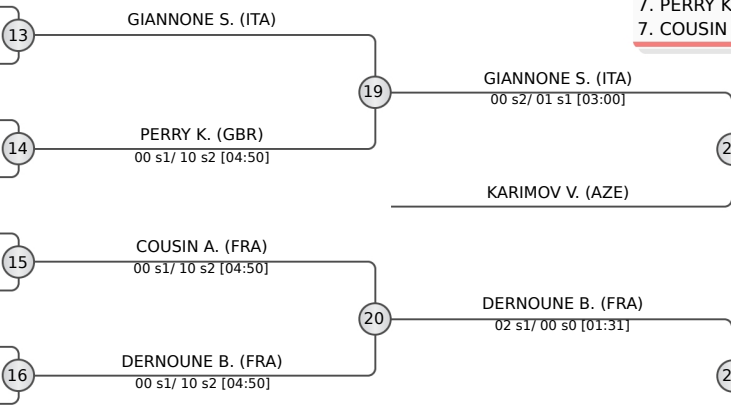 7. PERRY K
7. COUSIN
GIANNONE S. (ITA)
13
19
GIANNONE S. (ITA)
00 s2/ 01 s1 [03:00]
PERRY K. (GBR)
14
00 s1/ 10 s2 [04:50]
2
KARIMOV V. (AZE)
COUSIN A. (FRA)
15
00 s1/ 10 s2 [04:50]
20
DERNOUNE B. (FRA)
02 s1/ 00 s0 [01:31]
DERNOUNE B. (FRA)
16
00 s1/ 10 s2 [04:50]
2